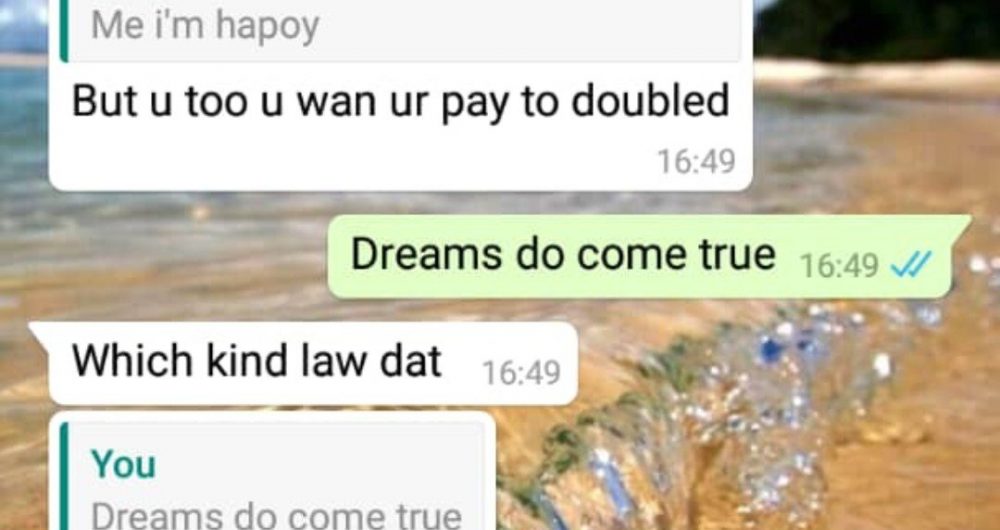 Me i'm hapoy
But u too u wan ur pay to doubled
16:49
Dreams do come true 16:49
Which kind law dat 16:49
You
Dreams do come true